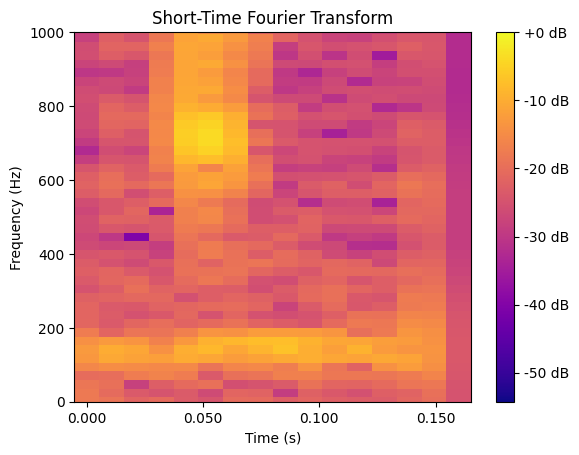 Short-Time Fourier Transform
Frequency (Hz)
1000
800
600
400
200
0
0.000
0.050
0.100
0.150
Time (s)
+0 dB
-10 dB
-20 dB
-30 dB
-40 dB
-50 dB